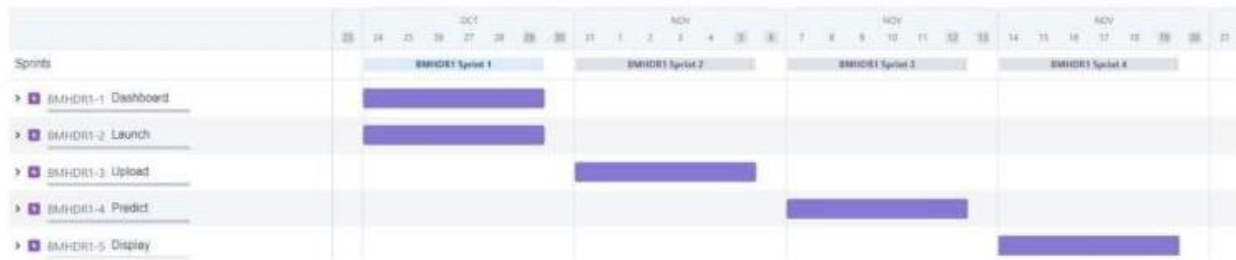 OCT NOV NOV NOV
23 24 25 26 27 28 29 30 31 1 2 3 4 5 6 7 8 9 10 11 12 13 14 15 16 17 18 19 20 21
Sprints BMHDR1 Sprint 1 BMHDR1 Sprint 2 BMHDR1 Sprint 3 BMHDR1 Sprint 4
BMHDR1-1 Dashboard
BMHDR1-2 Launch
BMHDR1-3 Upload
BMHDR1-4 Predict
BMHDR1-5 Display